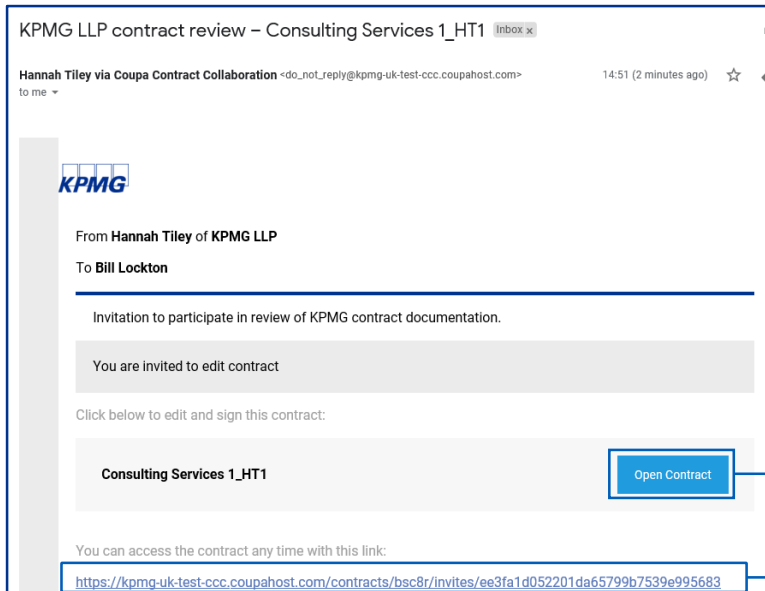 KPMG LLP contract review – Consulting Services 1_HT1 Inbox x
Hannah Tiley via Coupa Contract Collaboration <do_not_reply@kpmg-uk-test-ccc.coupahost.com> 14:51 (2 minutes ago)
to me
KPMG
From Hannah Tiley of KPMG LLP
To Bill Lockton
Invitation to participate in review of KPMG contract documentation.
You are invited to edit contract
Click below to edit and sign this contract:
Consulting Services 1_HT1 Open Contract
You can access the contract any time with this link:
https://kpmg-uk-test-ccc.coupahost.com/contracts/bsc8r/invites/ee3fa1d052201da65799b7539e995683